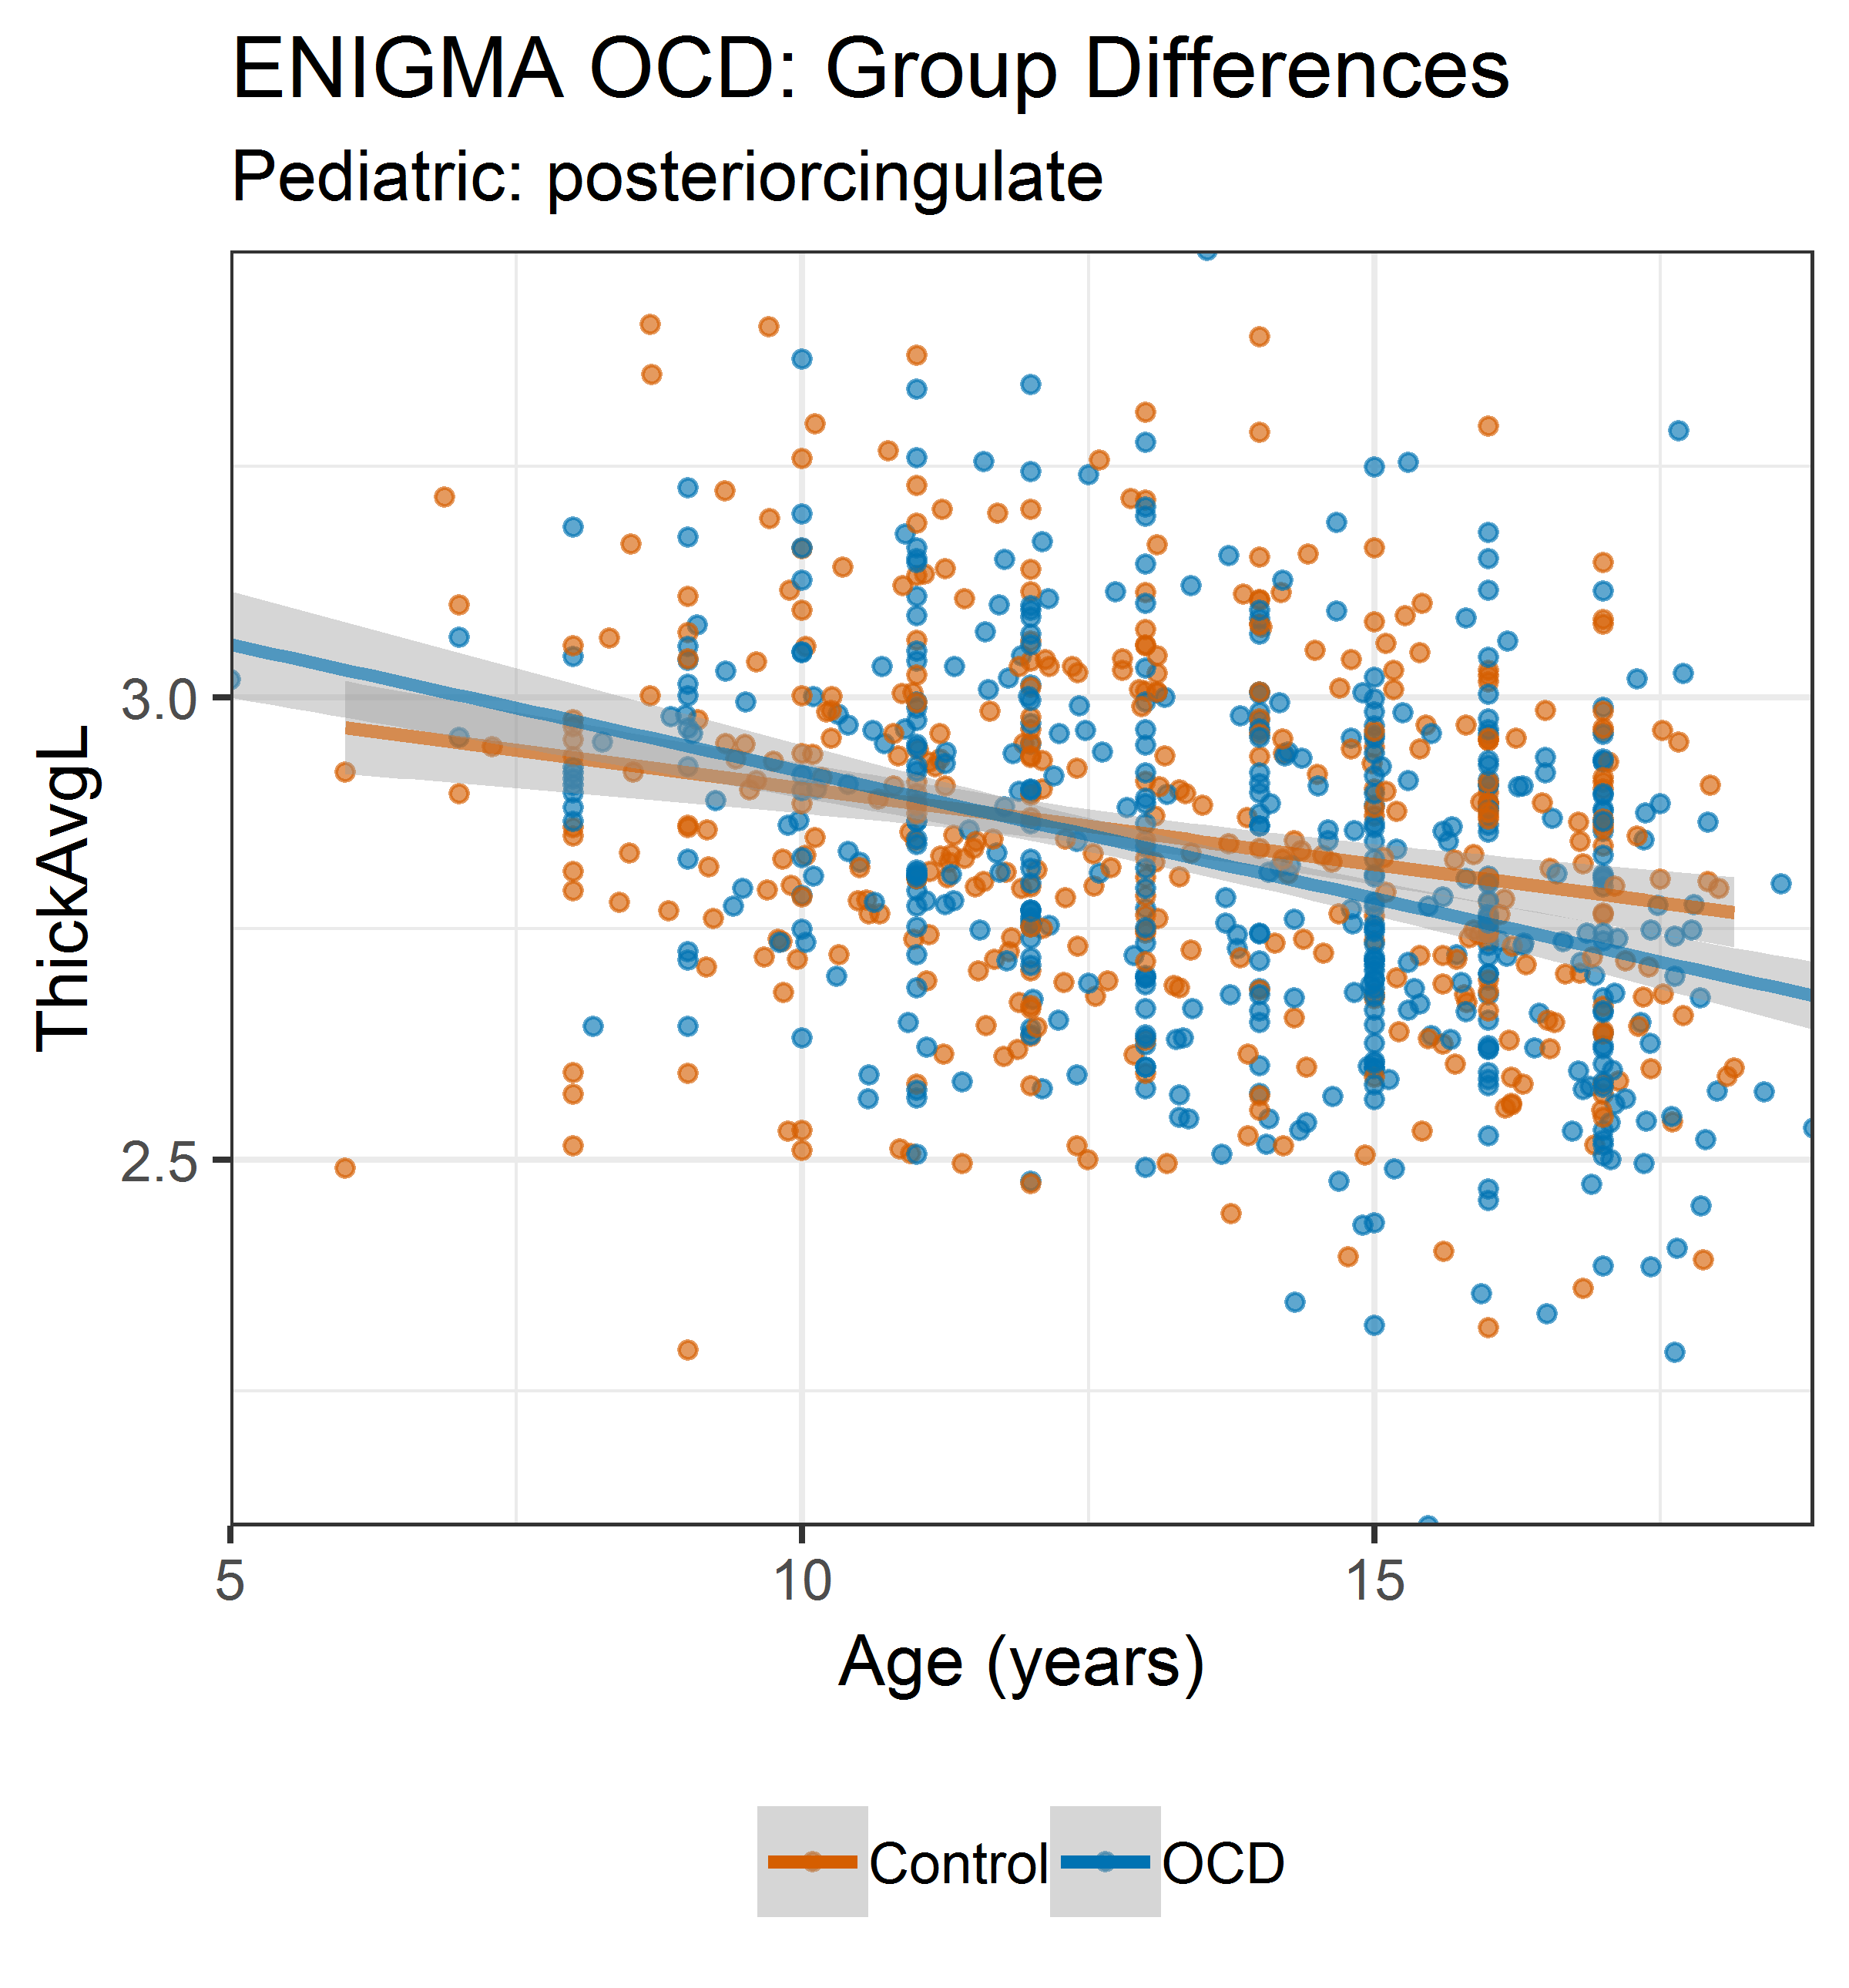 ENIGMA OCD: Group Differences
Pediatric: posteriorcingulate
ThickAvgL
3.0
2.5
5 10 15
Age (years)
Control OCD